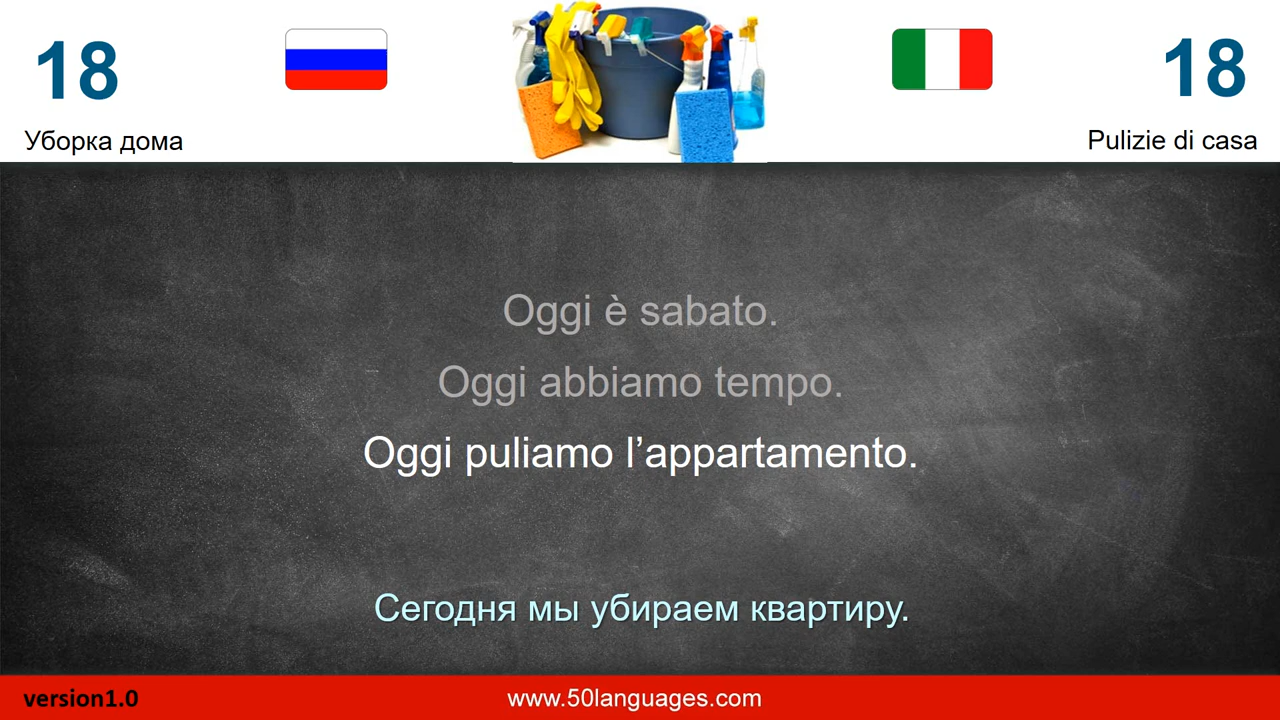 18
18
Уборка дома
Pulizie di casa
Oggi è sabato.
Oggi abbiamo tempo.
Oggi puliamo l’appartamento.
Сегодня мы убираем квартиру.
version1.0
www.50languages.com